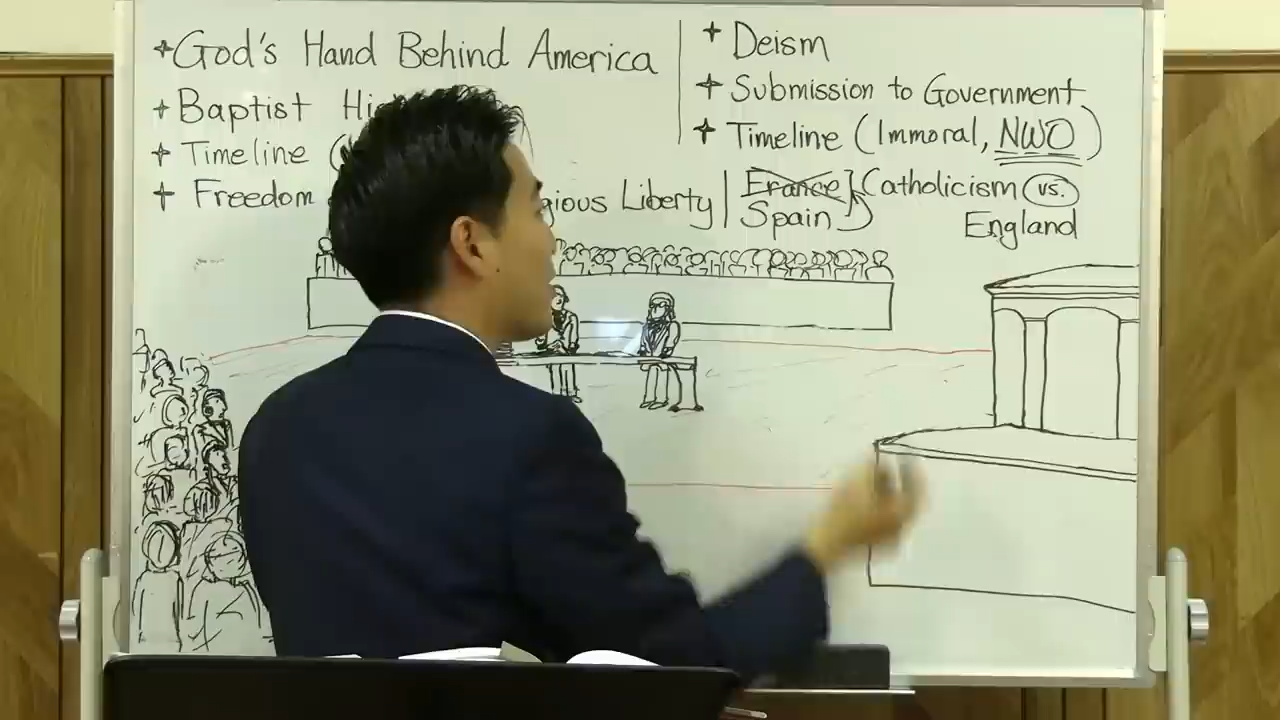 + God's Hand Behind America
+ Baptist
+ Timeline (
+ Freedom
Liberty
+ Deism
+ Submission to Government
+ Timeline (Immoral, NWO)
France } Catholicism vs.
Spain
England